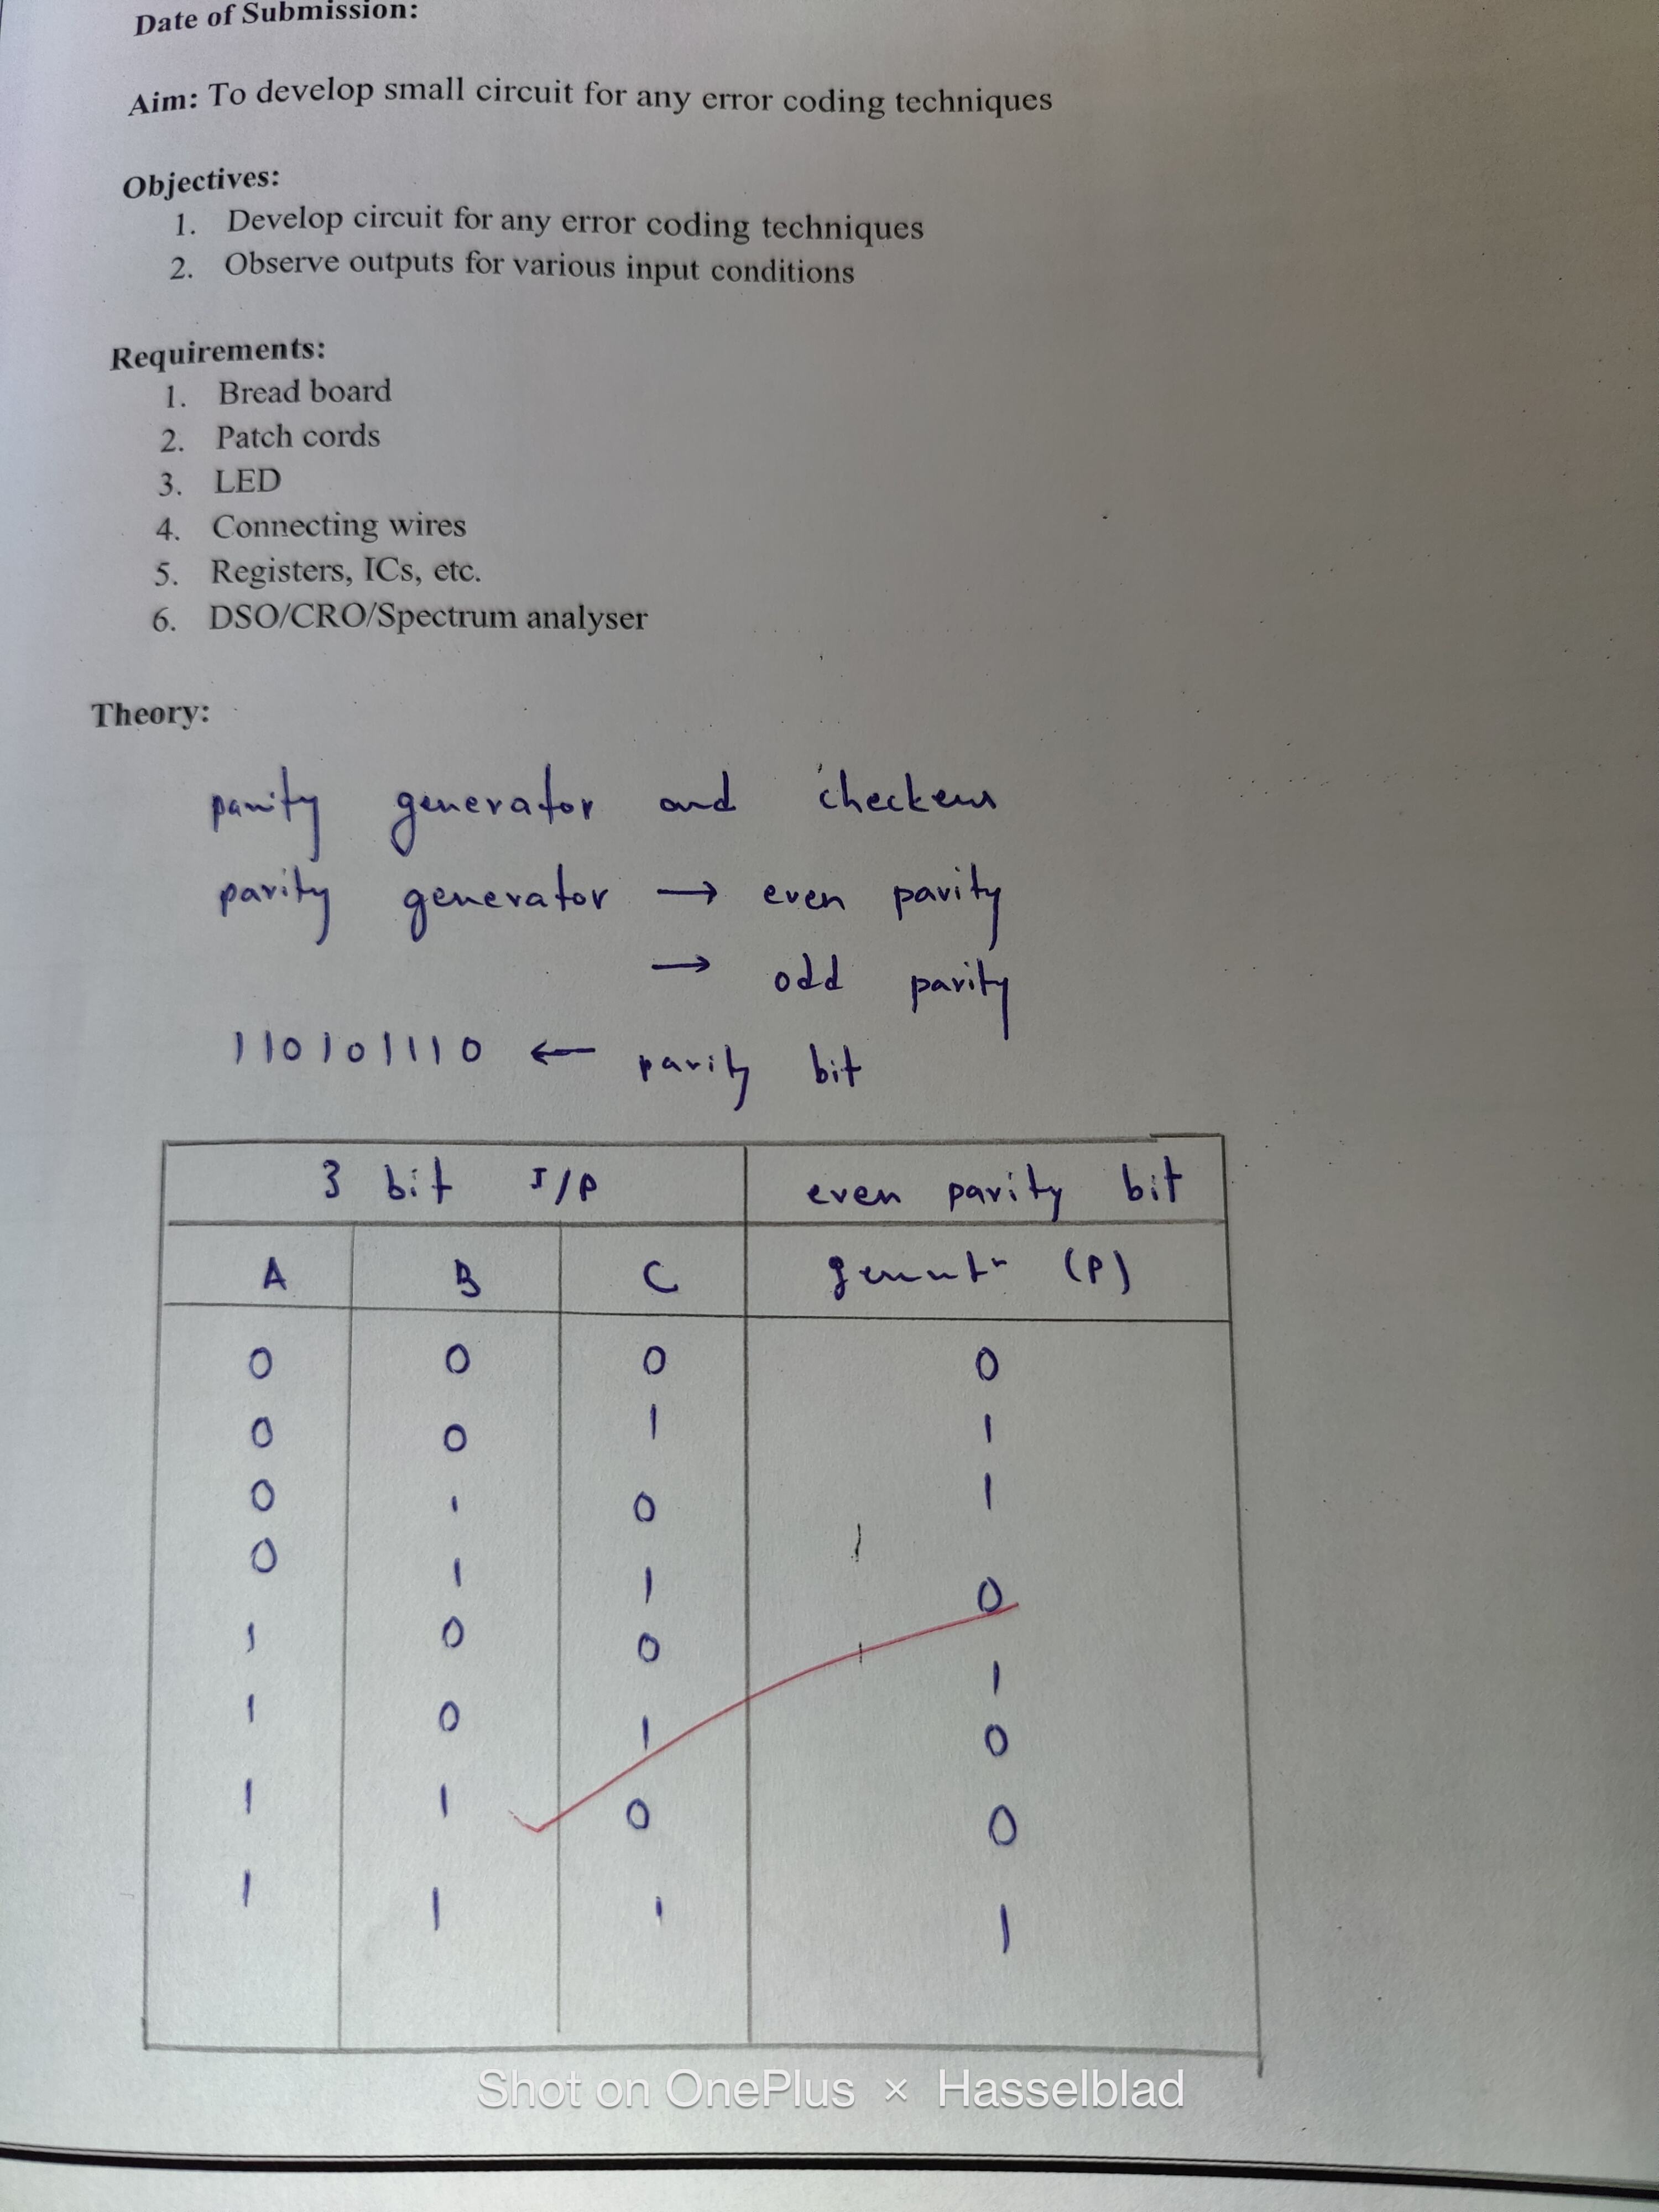 Date of Submission:
Aim: To develop small circuit for any error coding techniques
Objectives:
1. Develop circuit for any error coding techniques
2. Observe outputs for various input conditions
Requirements:
1. Bread board
2. Patch cords
3. LED
4. Connecting wires
5. Registers, ICs, etc.
6. DSO/CRO/Spectrum analyser
Theory:
parity generator and checkers
parity generator → even parity
→ odd parity
110101110 ← parity bit
3 bit I/P even parity bit
A B C (P)
0 0 0 0
0 0 1 1
0 1 0 1
0 1 1 0
1 0 0 1
1 0 1 0
1 1 0 0
1 1 1 1
Shot on OnePlus × Hasselblad